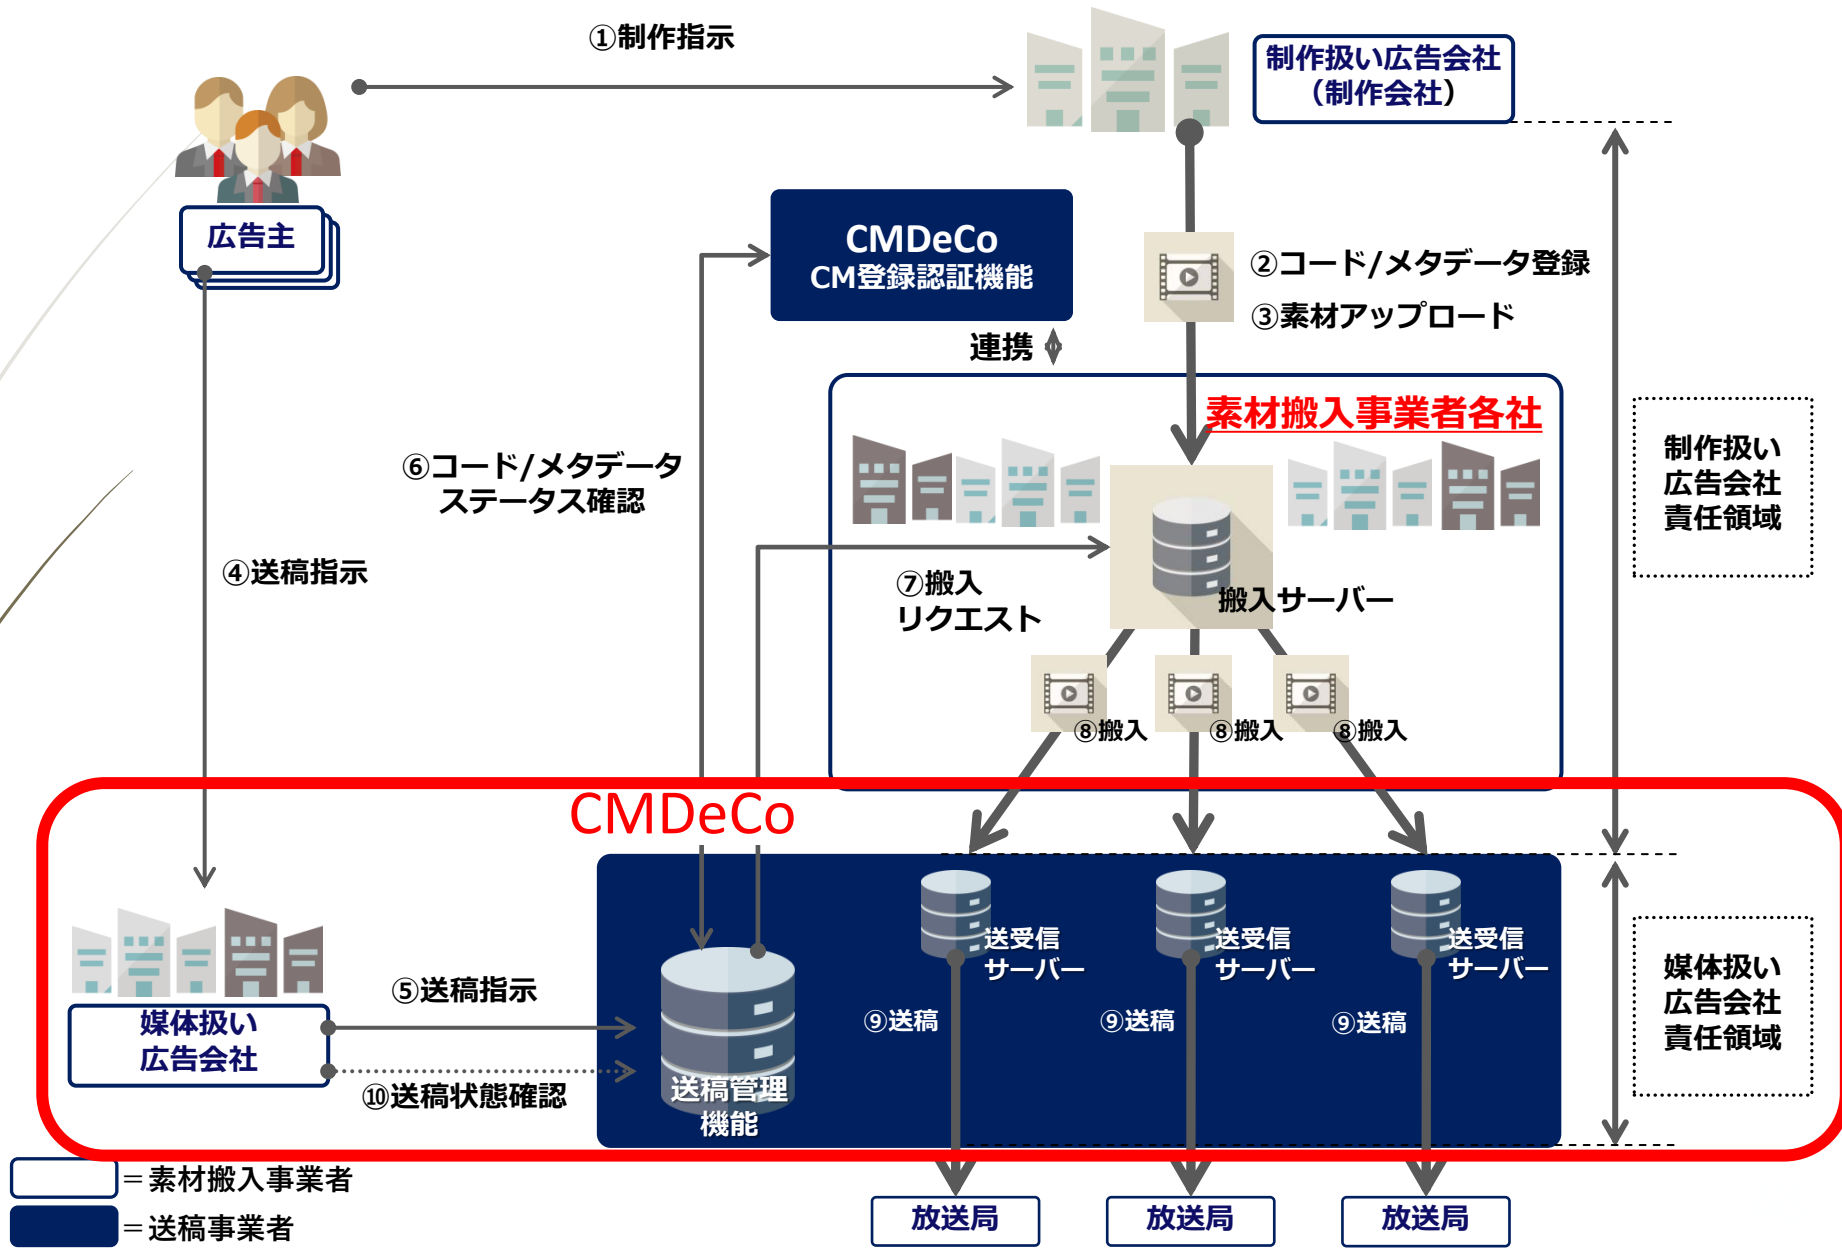 ①制作指示
制作扱い広告会社
（制作会社）
広告主
CMDeCo
CM登録認証機能
②コード/メタデータ登録
③素材アップロード
連携
素材搬入事業者各社
⑥コード/メタデータ
ステータス確認
制作扱い
広告会社
責任領域
④送稿指示
⑦搬入
リクエスト
搬入サーバー
⑧搬入
⑧搬入
⑧搬入
CMDeCo
送受信
サーバー
送受信
サーバー
送受信
サーバー
⑤送稿指示
媒体扱い
広告会社
⑨送稿
⑨送稿
⑨送稿
媒体扱い
広告会社
責任領域
⑩送稿状態確認
送稿管理
機能
＝素材搬入事業者
＝送稿事業者
放送局
放送局
放送局